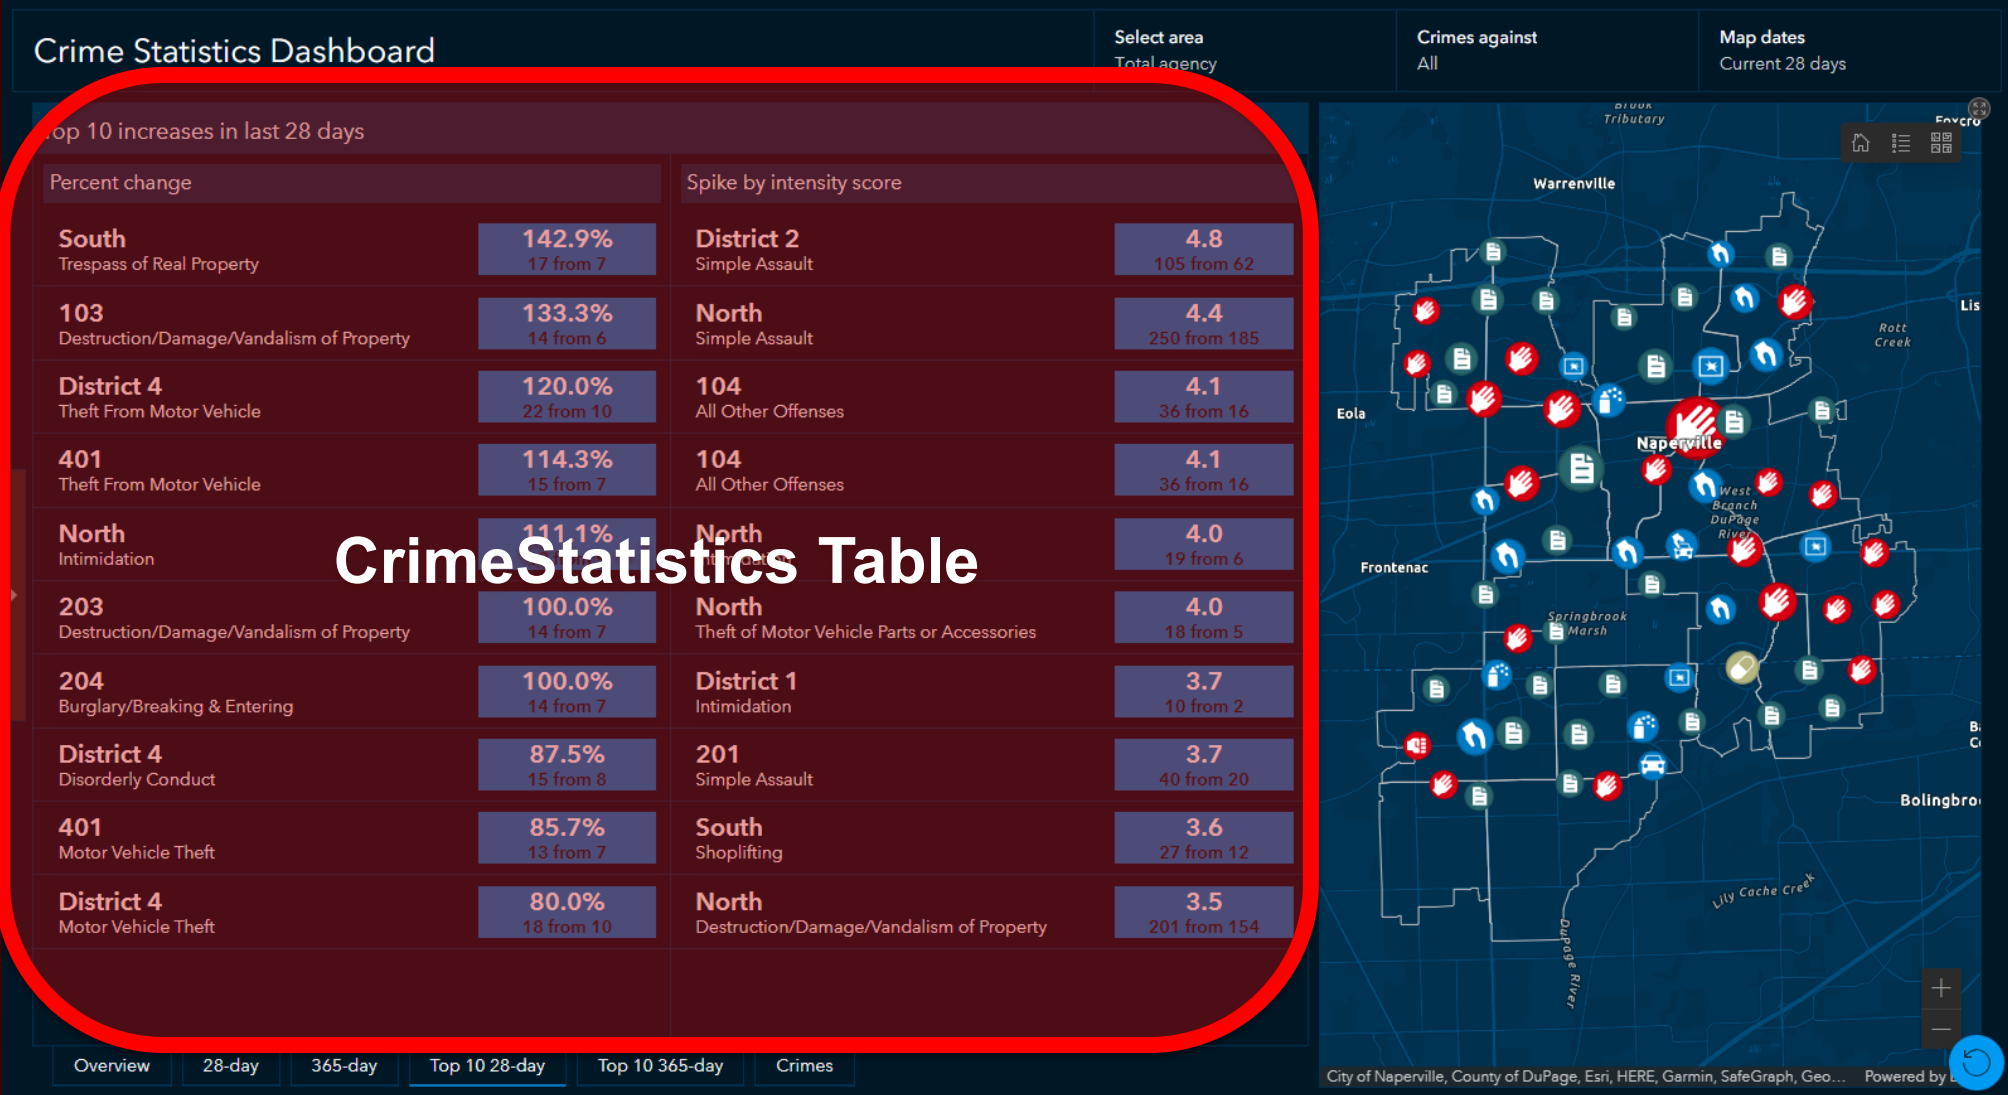 Crime Statistics Dashboard
Select area
Total agency
Crimes against
All
Map dates
Current 28 days
Top 10 increases in last 28 days
Percent change
South
Trespass of Real Property
142.9%
17 from 7
103
Destruction/Damage/Vandalism of Property
133.3%
14 from 6
District 4
Theft From Motor Vehicle
120.0%
22 from 10
401
Theft From Motor Vehicle
114.3%
15 from 7
North
Intimidation
111.1%
203
Destruction/Damage/Vandalism of Property
100.0%
14 from 7
204
Burglary/Breaking & Entering
100.0%
14 from 7
District 4
Disorderly Conduct
87.5%
15 from 8
401
Motor Vehicle Theft
85.7%
13 from 7
District 4
Motor Vehicle Theft
80.0%
18 from 10
Spike by intensity score
District 2
Simple Assault
4.8
105 from 62
North
Simple Assault
4.4
250 from 185
104
All Other Offenses
4.1
36 from 16
104
All Other Offenses
4.1
36 from 16
North
Intimidation
4.0
19 from 6
North
Theft of Motor Vehicle Parts or Accessories
4.0
18 from 5
District 1
Intimidation
3.7
10 from 2
201
Simple Assault
3.7
40 from 20
South
Shoplifting
3.6
27 from 12
North
Destruction/Damage/Vandalism of Property
3.5
201 from 154
CrimeStatistics Table
Overview
28-day
365-day
Top 10 28-day
Top 10 365-day
Crimes
Brook
Tributary
Foxcro
Warrenville
Lis
Rott
Creek
Eola
Naperville
West
Branch
DuPage
River
Frontenac
Springbrook
Marsh
B
C
Bolingbro
Lily Cache Creek
DuPage River
City of Naperville, County of DuPage, Esri, HERE, Garmin, SafeGraph, Geo...
Powered by